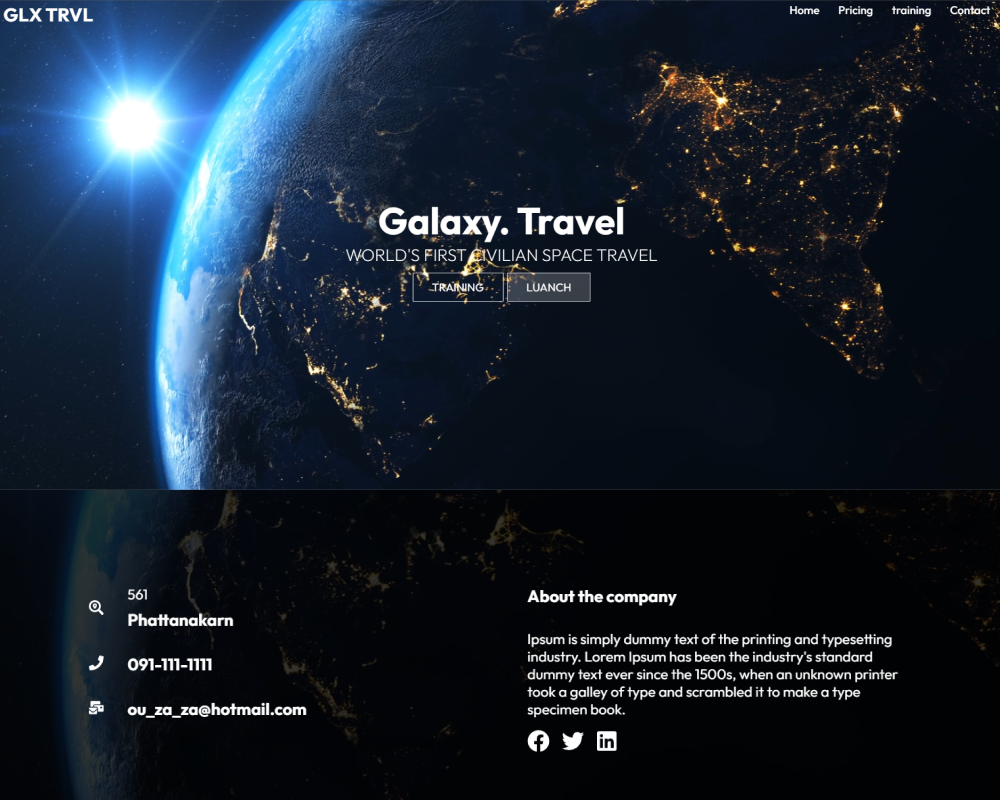 GLX TRVL
Home Pricing training Contact
Galaxy. Travel
WORLD'S FIRST CIVILIAN SPACE TRAVEL
TRAINING LUANCH
561
Phattanakarn
091-111-1111
ou_za_za@hotmail.com
About the company
Ipsum is simply dummy text of the printing and typesetting
industry. Lorem Ipsum has been the industry's standard
dummy text ever since the 1500s, when an unknown printer
took a galley of type and scrambled it to make a type
specimen book.